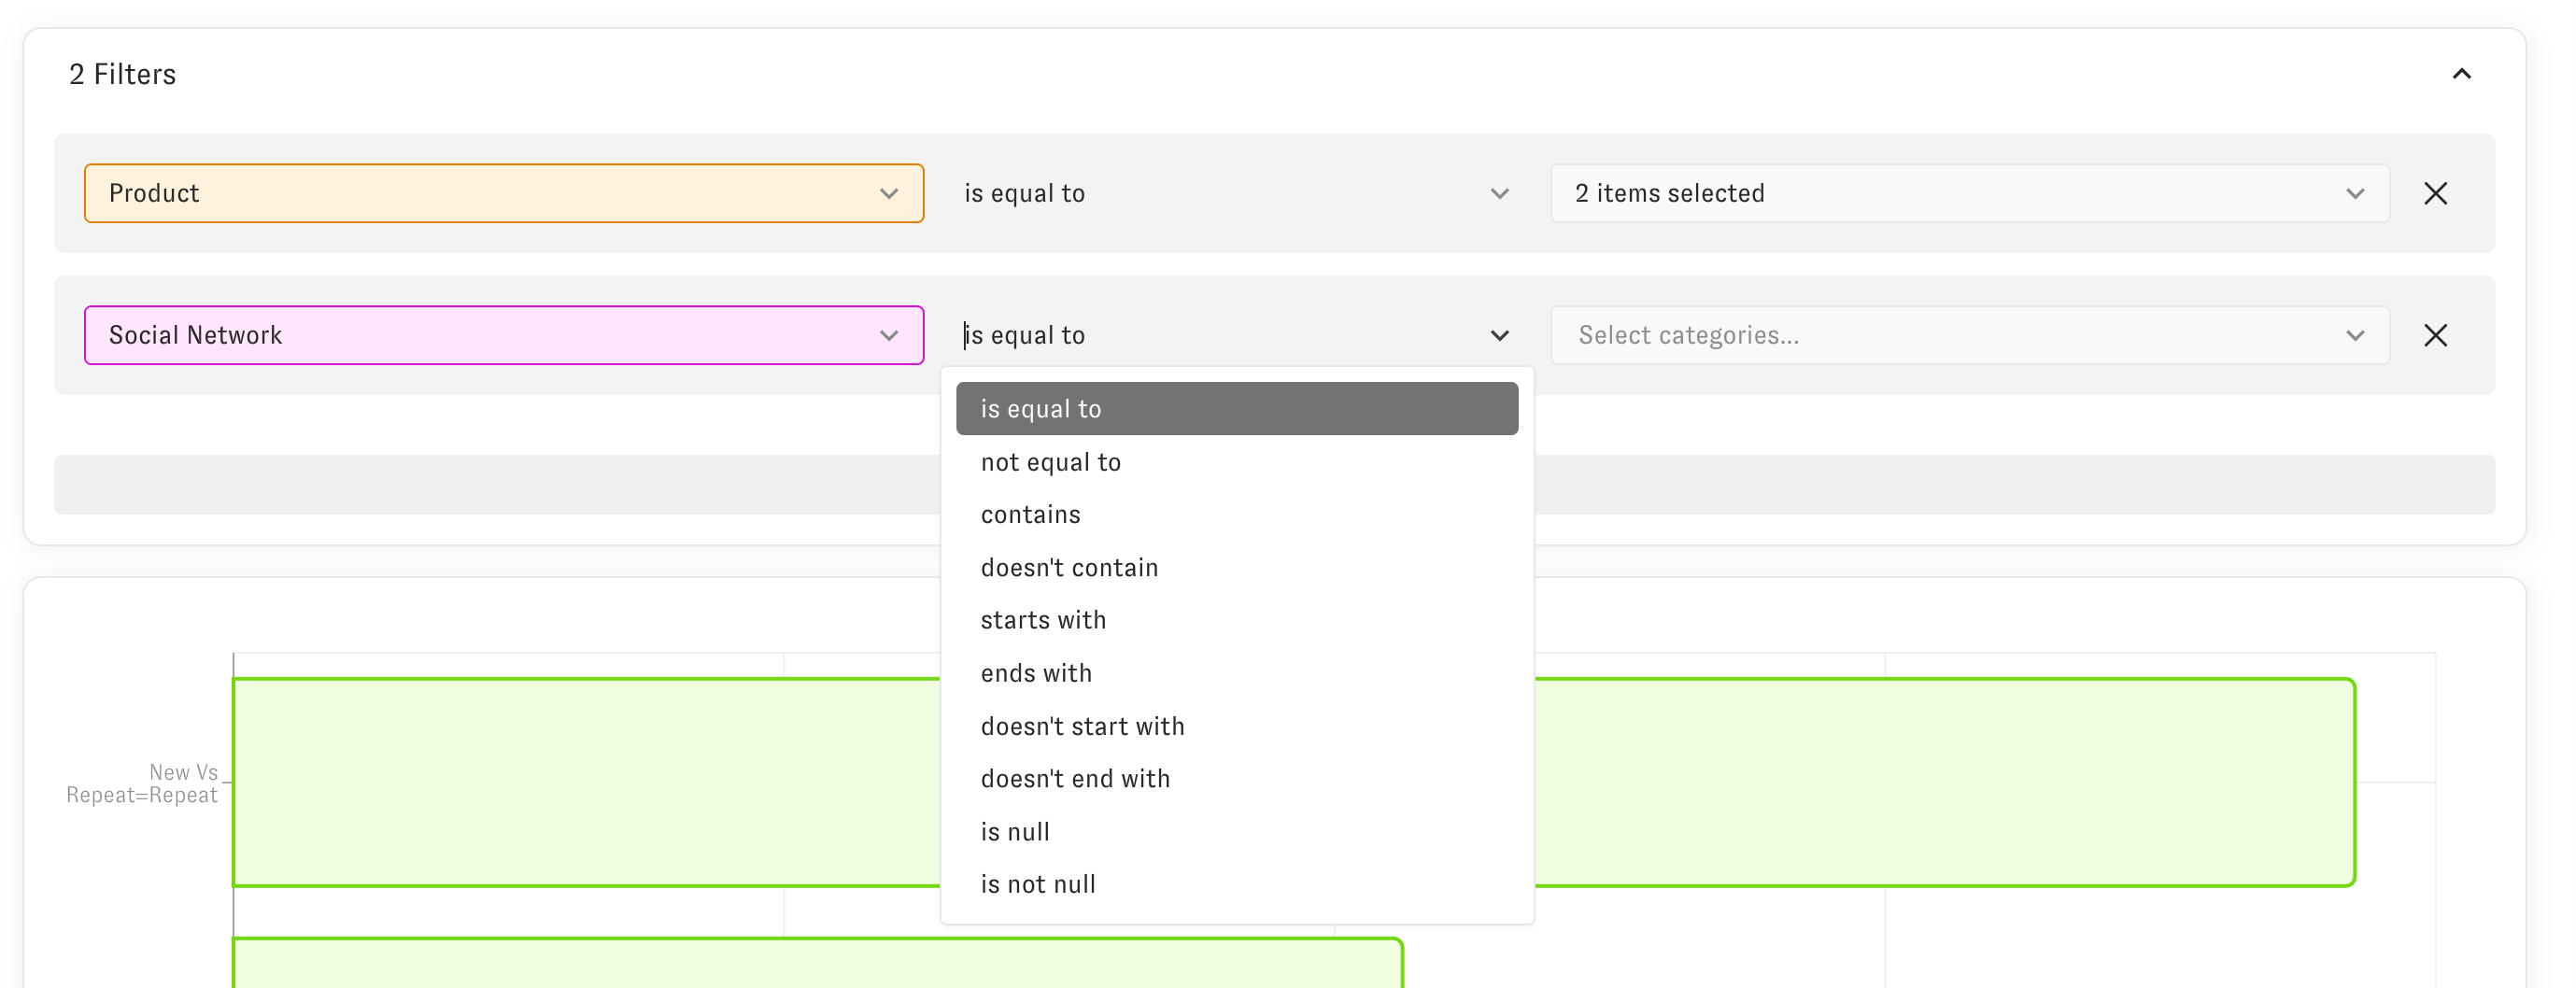 2 Filters
Product
is equal to
2 items selected
Social Network
is equal to
Select categories...
is equal to
not equal to
contains
doesn't contain
starts with
ends with
doesn't start with
doesn't end with
is null
is not null
New Vs
Repeat=Repeat